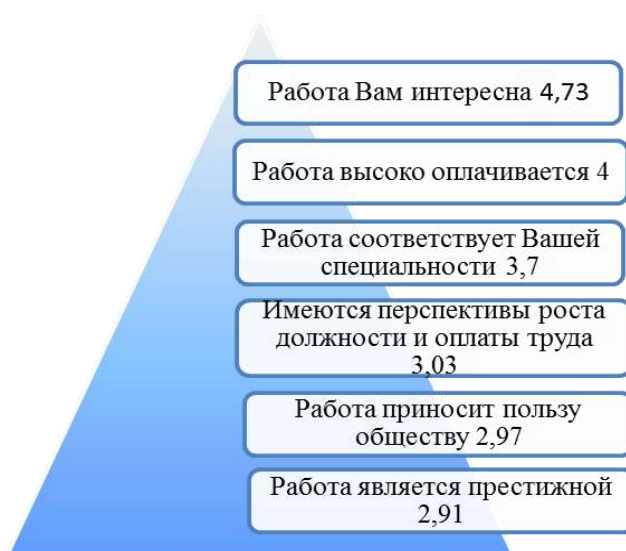 Работа Вам интересна 4,73
Работа высоко оплачивается 4
Работа соответствует Вашей
специальности 3,7
Имеются перспективы роста
должности и оплаты труда
3,03
Работа приносит пользу
обществу 2,97
Работа является престижной
2,91